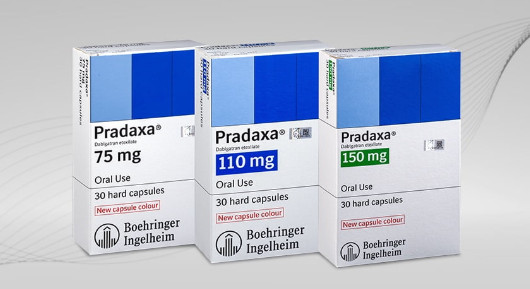 Pradaxa®
Dabigatran etexilate
75 mg
Oral Use
30 hard capsules
New capsule colour
Boehringer
Ingelheim
Pradaxa®
Dabigatran etexilate
110 mg
Oral Use
30 hard capsules
New capsule colour
Boehringer
Ingelheim
Pradaxa®
Dabigatran etexilate
150 mg
Oral Use
30 hard capsules
New capsule colour
Boehringer
Ingelheim